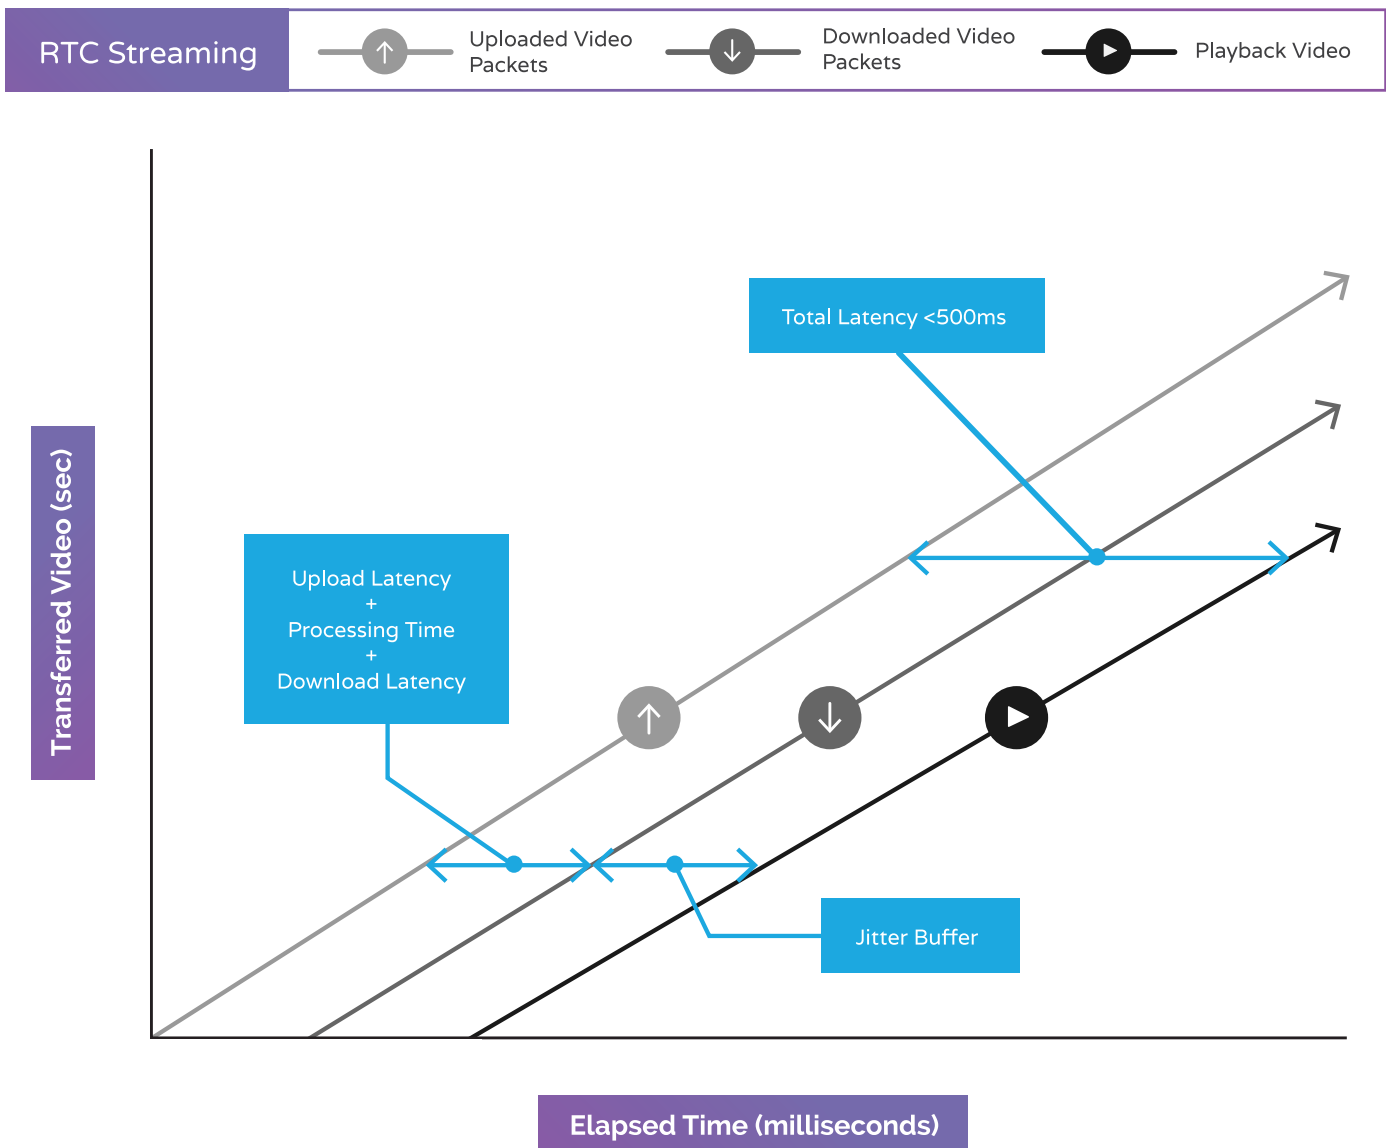 RTC Streaming
Uploaded Video
Packets
Downloaded Video
Packets
Playback Video
Total Latency <500ms
Upload Latency
+
Processing Time
+
Download Latency
Jitter Buffer
Transferred Video (sec)
Elapsed Time (milliseconds)